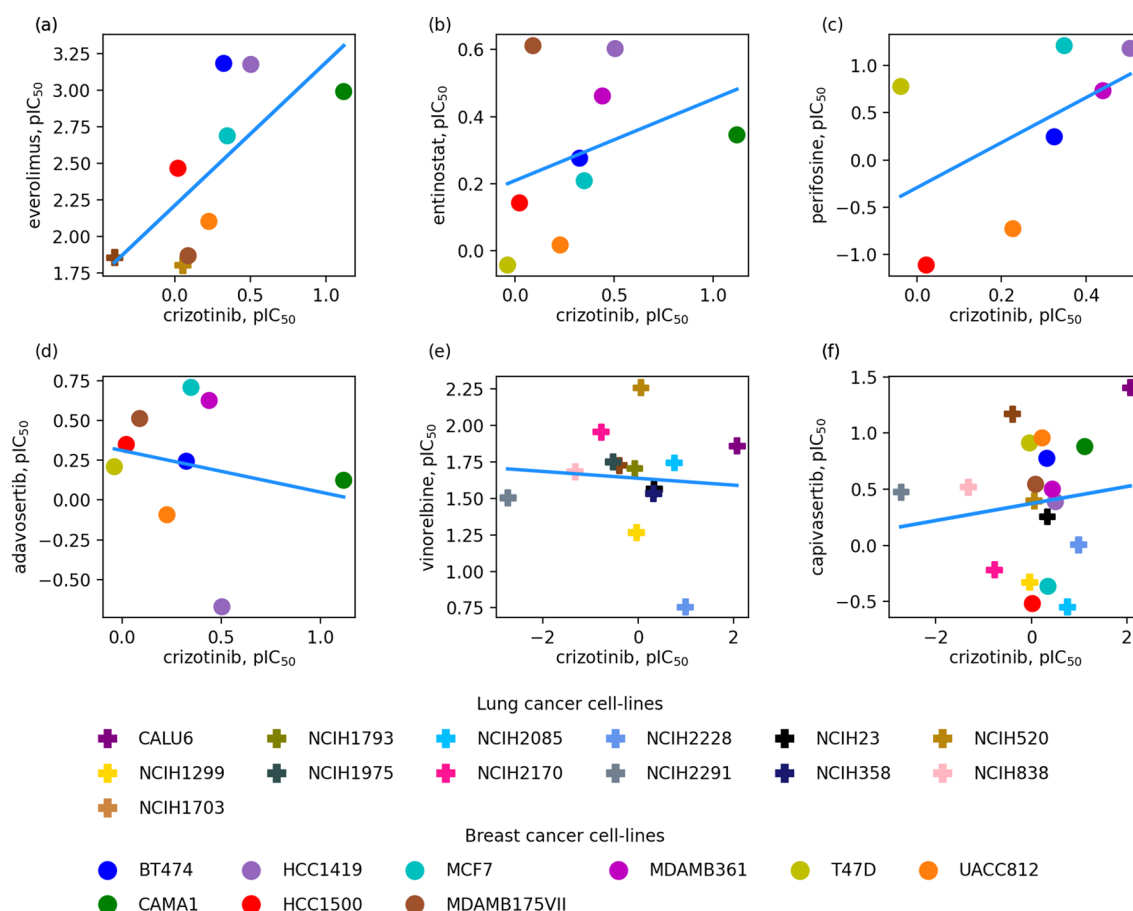 (a) (b) (c)
3.25
3.00
2.75
2.50
2.25
2.00
1.75
everolimus, pIC50
0.0 0.5 1.0
crizotinib, pIC50
0.6
0.4
0.2
0.0
entinostat, pIC50
0.0 0.5 1.0
crizotinib, pIC50
1.0
0.5
0.0
−0.5
−1.0
perifosine, pIC50
0.0 0.2 0.4
crizotinib, pIC50
(d) (e) (f)
0.75
0.50
0.25
0.00
−0.25
−0.50
adavosertib, pIC50
0.0 0.5 1.0
crizotinib, pIC50
2.25
2.00
1.75
1.50
1.25
1.00
0.75
vinorelbine, pIC50
−2 0 2
crizotinib, pIC50
1.5
1.0
0.5
0.0
−0.5
capivasertib, pIC50
−2 0 2
crizotinib, pIC50
Lung cancer cell-lines
CALU6 NCIH1793 NCIH2085 NCIH2228 NCIH23 NCIH520
NCIH1299 NCIH1975 NCIH2170 NCIH2291 NCIH358 NCIH838
NCIH1703
Breast cancer cell-lines
BT474 HCC1419 MCF7 MDAMB361 T47D UACC812
CAMA1 HCC1500 MDAMB175VII